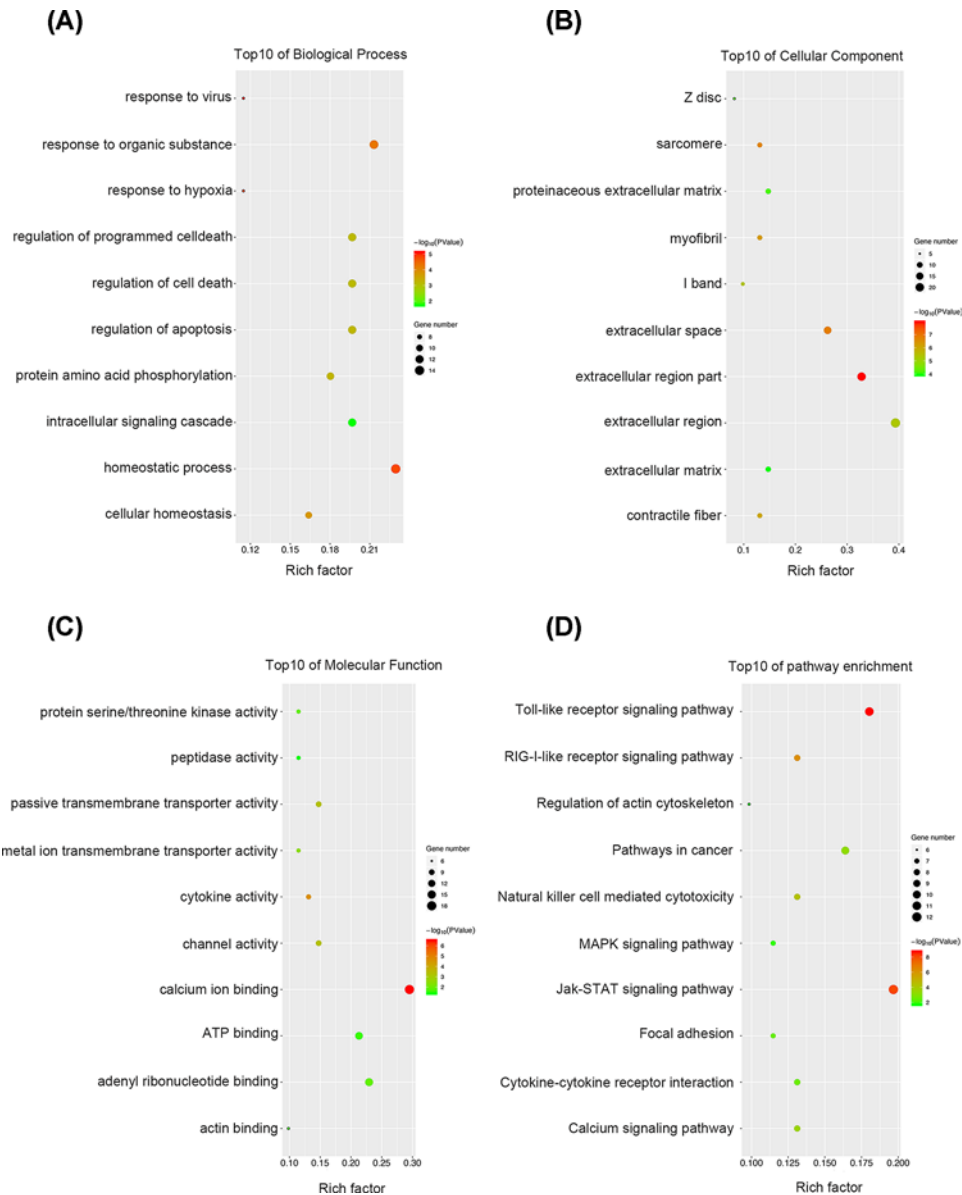 (A)
Top10 of Biological Process
response to virus
response to organic substance
response to hypoxia
regulation of programmed celldeath
regulation of cell death
regulation of apoptosis
protein amino acid phosphorylation
intracellular signaling cascade
homeostatic process
cellular homeostasis
0.12 0.15 0.18 0.21
Rich factor
−log10(PValue)
5
4
3
2
Gene number
8
10
12
14
(B)
Top10 of Cellular Component
Z disc
sarcomere
proteinaceous extracellular matrix
myofibril
I band
extracellular space
extracellular region part
extracellular region
extracellular matrix
contractile fiber
0.1 0.2 0.3 0.4
Rich factor
Gene number
5
10
15
20
−log10(PValue)
7
6
5
4
(C)
Top10 of Molecular Function
protein serine/threonine kinase activity
peptidase activity
passive transmembrane transporter activity
metal ion transmembrane transporter activity
cytokine activity
channel activity
calcium ion binding
ATP binding
adenyl ribonucleotide binding
actin binding
0.10 0.15 0.20 0.25 0.30
Rich factor
Gene number
6
9
12
15
18
−log10(PValue)
6
5
4
3
2
(D)
Top10 of pathway enrichment
Toll-like receptor signaling pathway
RIG-I-like receptor signaling pathway
Regulation of actin cytoskeleton
Pathways in cancer
Natural killer cell mediated cytotoxicity
MAPK signaling pathway
Jak-STAT signaling pathway
Focal adhesion
Cytokine-cytokine receptor interaction
Calcium signaling pathway
0.100 0.125 0.150 0.175 0.200
Rich factor
Gene number
6
7
8
9
10
11
12
−log10(PValue)
8
6
4
2